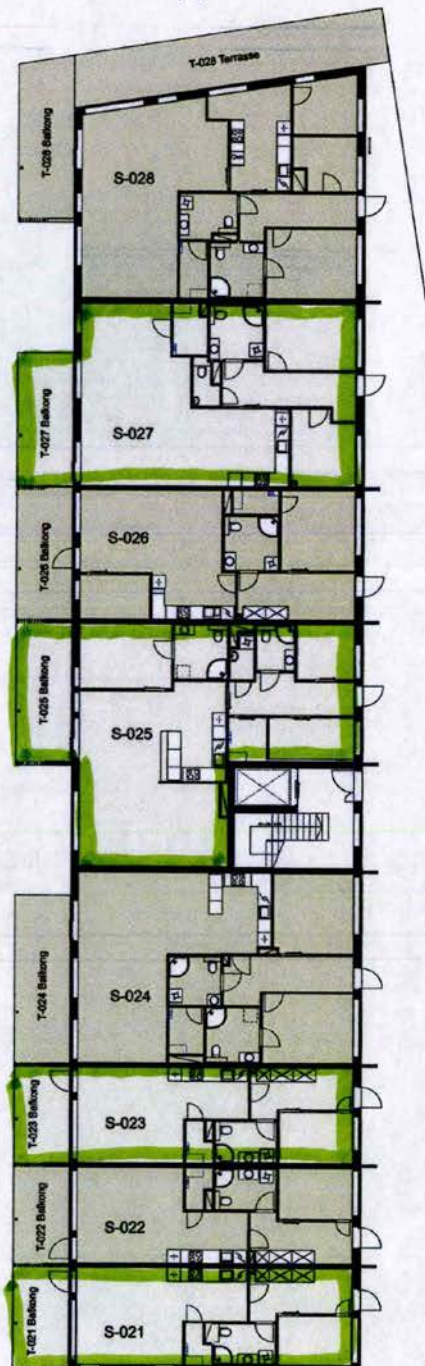 T-028 Terrasse
T-028 Balkong
S-028
T-027 Balkong
S-027
T-026 Balkong
S-026
T-025 Balkong
S-025
T-024 Balkong
S-024
T-023 Balkong
S-023
T-022 Balkong
S-022
T-021 Balkong
S-021